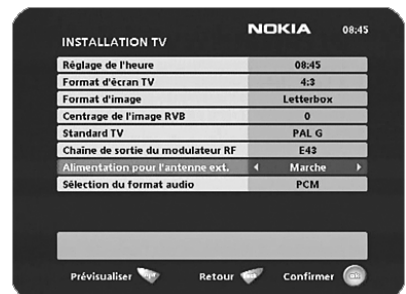 NOKIA 08:45
INSTALLATION TV
Réglage de l'heure 08:45
Format d'écran TV 4:3
Format d'image Letterbox
Centrage de l'image RVB 0
Standard TV PAL G
Chaîne de sortie du modulateur RF E43
Alimentation pour l'antenne ext. Marche
Sélection du format audio PCM
Prévisualiser Retour Confirmer